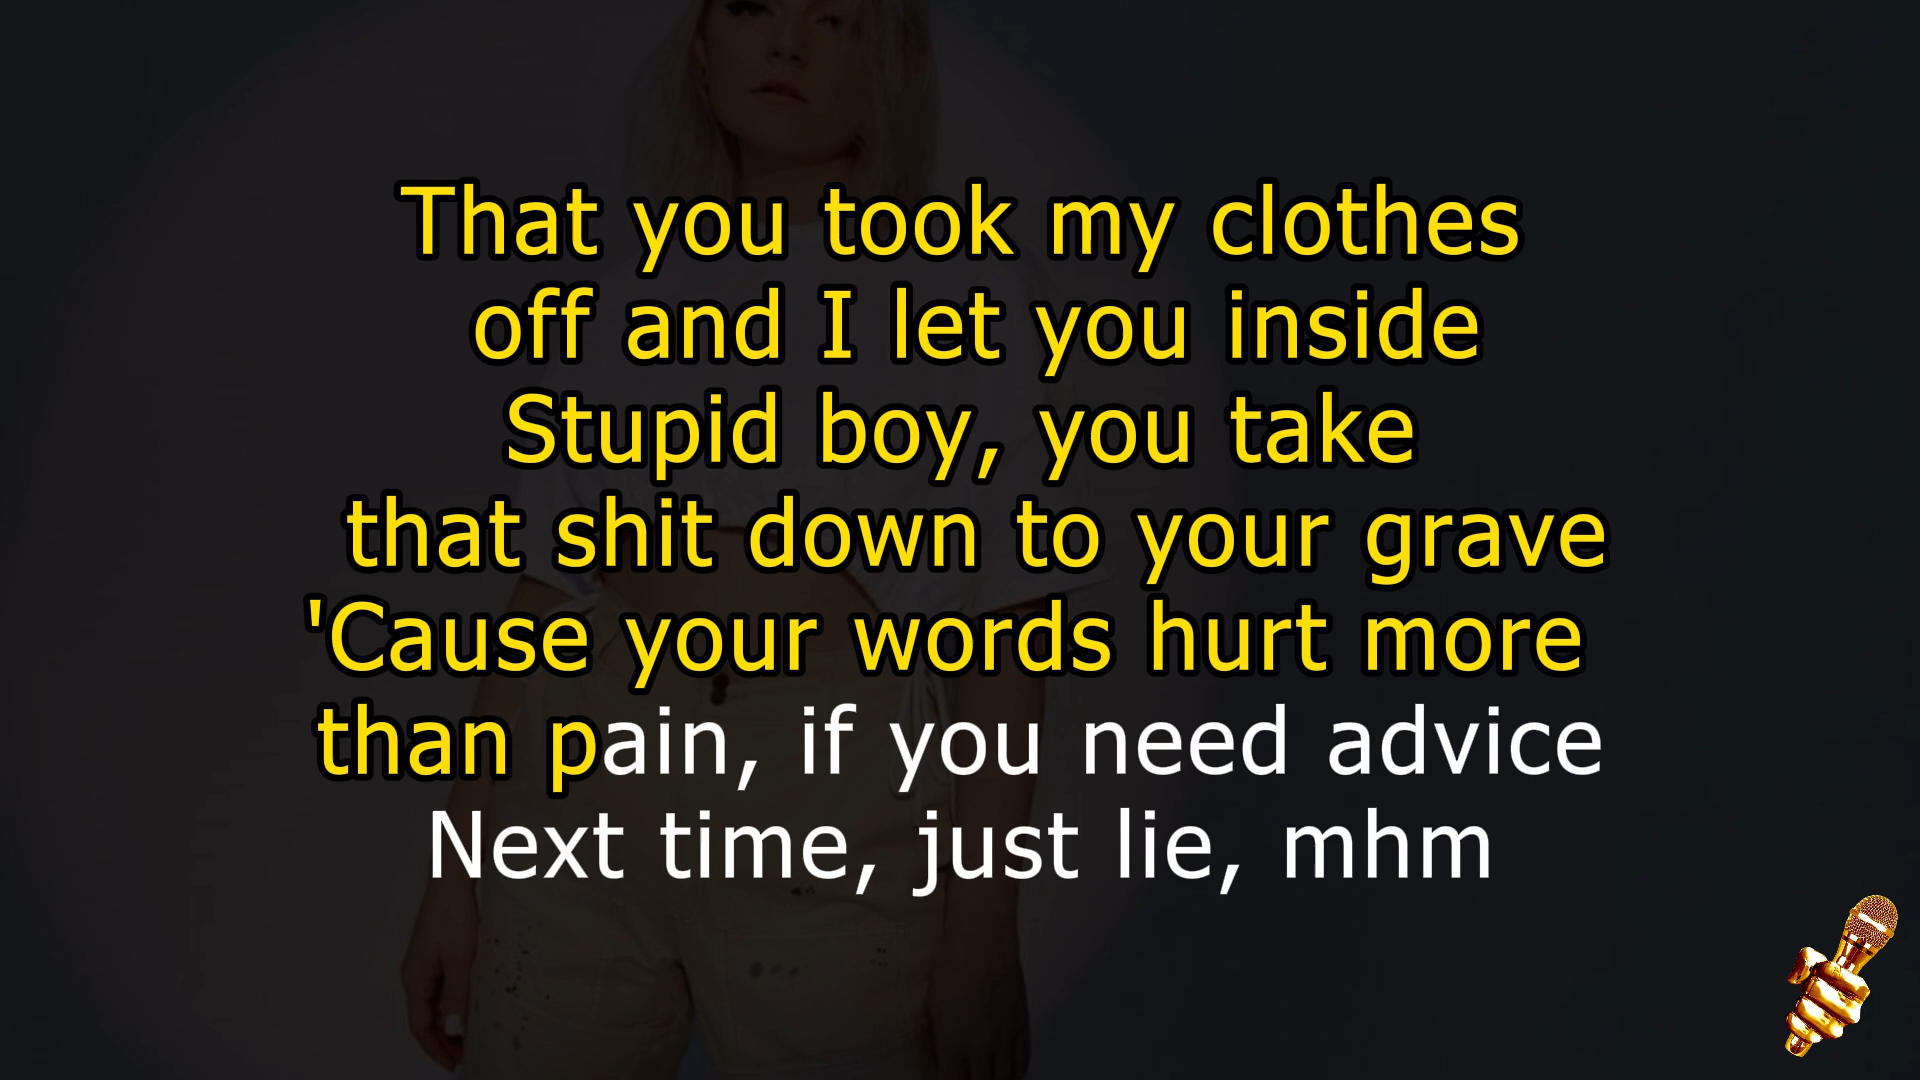 That you took my clothes
off and I let you inside
Stupid boy, you take
that shit down to your grave
'Cause your words hurt more
than pain, if you need advice
Next time, just lie, mhm